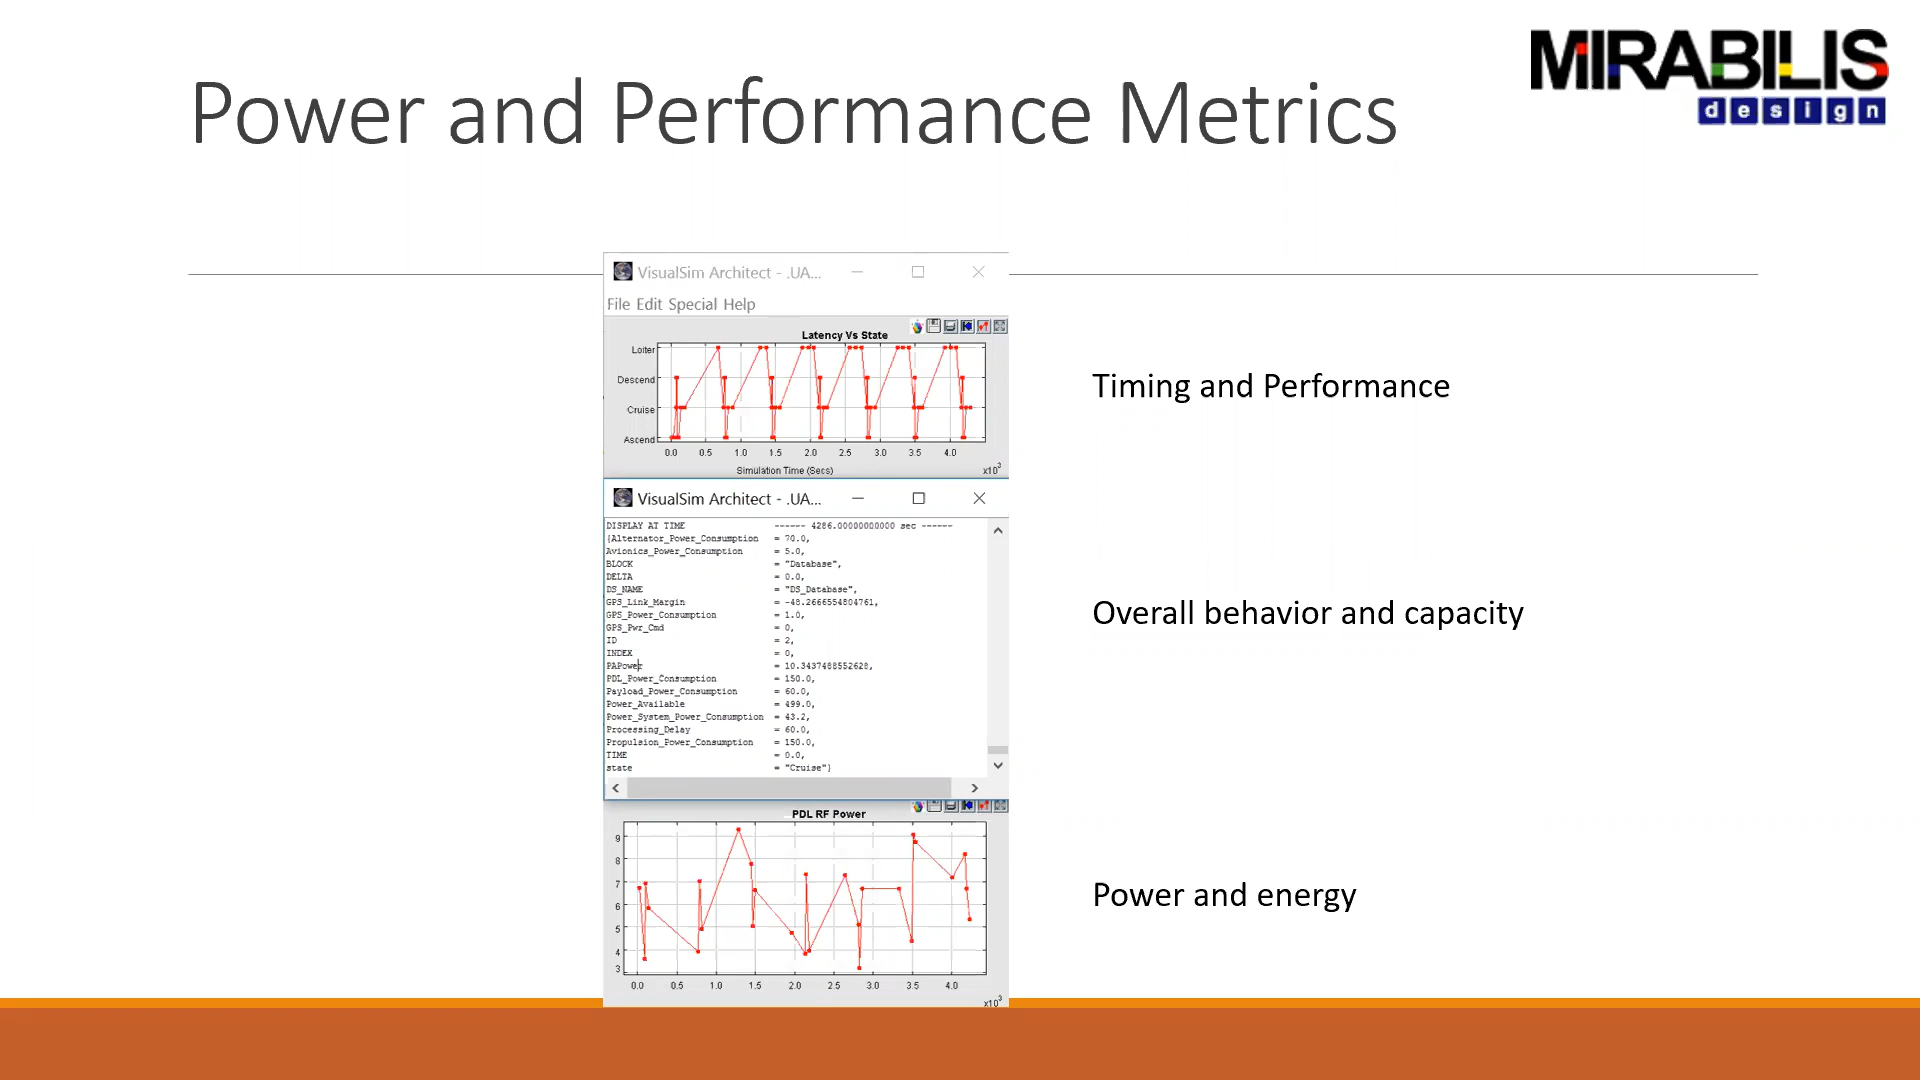 Power and Performance Metrics
MIRABILIS
design
VisualSim Architect - .UA...
File Edit Special Help
Latency Vs State
Loiter
Descend
Cruise
Ascend
0.0 0.5 1.0 1.5 2.0 2.5 3.0 3.5 4.0
Simulation Time (Secs)
x10^3
Timing and Performance
VisualSim Architect - .UA...
DISPLAY AT TIME ------ 4286.00000000000 sec ------
{Alternator_Power_Consumption = 70.0,
Avionics_Power_Consumption = 5.0,
BLOCK = "Database",
DELTA = 0.0,
DS_NAME = "DS_Database",
GPS_Link_Margin = -48.2666554804761,
GPS_Power_Consumption = 1.0,
GPS_Pwr_Cmd = 0,
ID = 2,
INDEX = 0,
PAPower = 10.3437488552628,
PDL_Power_Consumption = 150.0,
Payload_Power_Consumption = 60.0,
Power_Available = 499.0,
Power_System_Power_Consumption = 43.2,
Processing_Delay = 60.0,
Propulsion_Power_Consumption = 150.0,
TIME = 0.0,
state = "Cruise"}
Overall behavior and capacity
PDL RF Power
9
8
7
6
5
4
3
0.0 0.5 1.0 1.5 2.0 2.5 3.0 3.5 4.0
x10^3
Power and energy